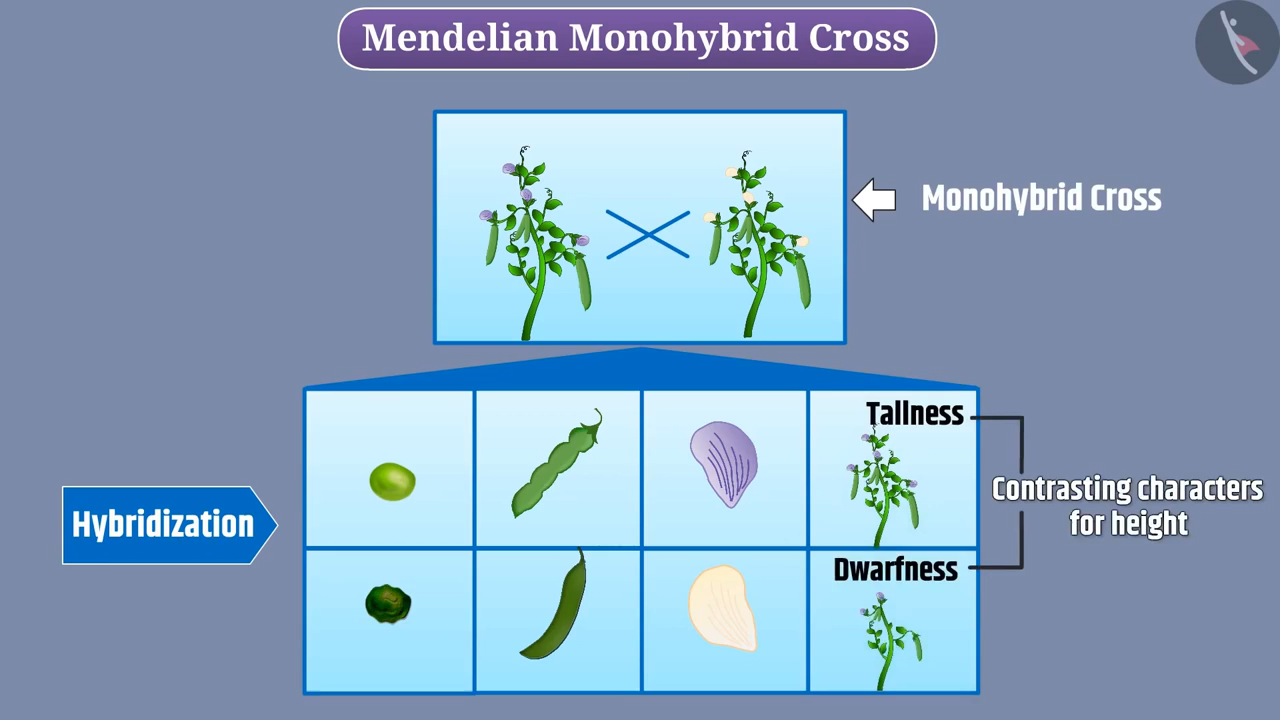 Mendelian Monohybrid Cross
Monohybrid Cross
Tallness
Contrasting characters
for height
Hybridization
Dwarfness